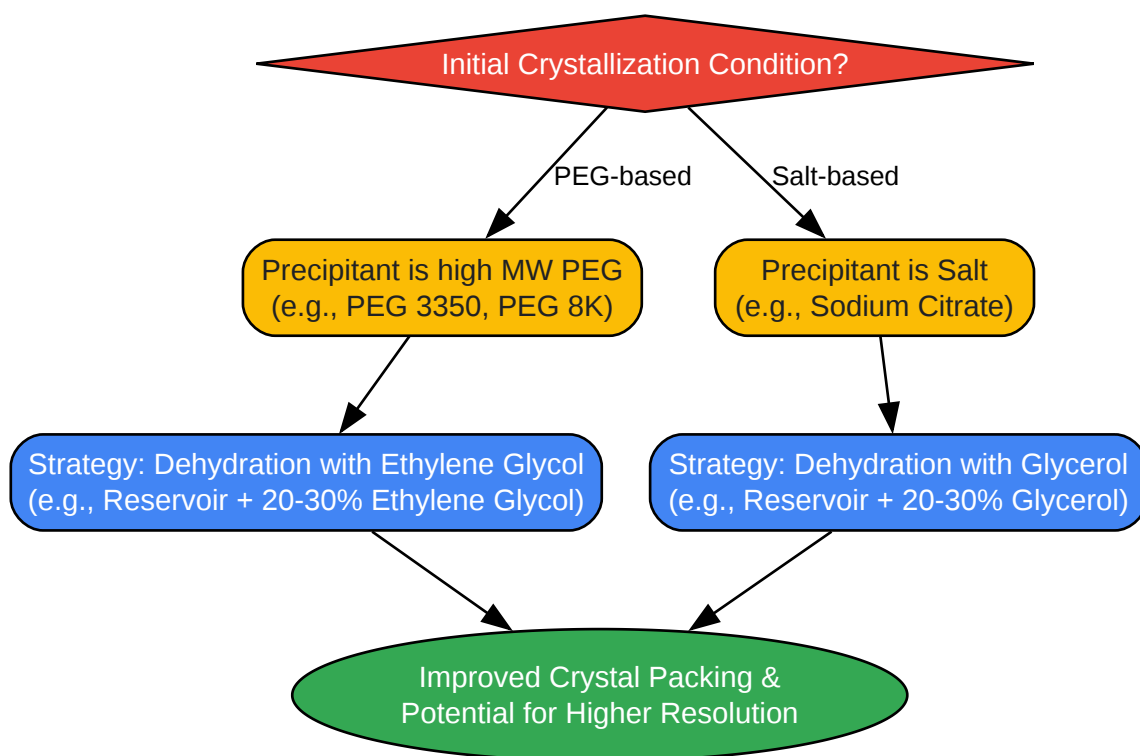 Initial Crystallization Condition?
PEG-based
Salt-based
Precipitant is high MW PEG
(e.g., PEG 3350, PEG 8K)
Precipitant is Salt
(e.g., Sodium Citrate)
Strategy: Dehydration with Ethylene Glycol
(e.g., Reservoir + 20-30% Ethylene Glycol)
Strategy: Dehydration with Glycerol
(e.g., Reservoir + 20-30% Glycerol)
Improved Crystal Packing &
Potential for Higher Resolution